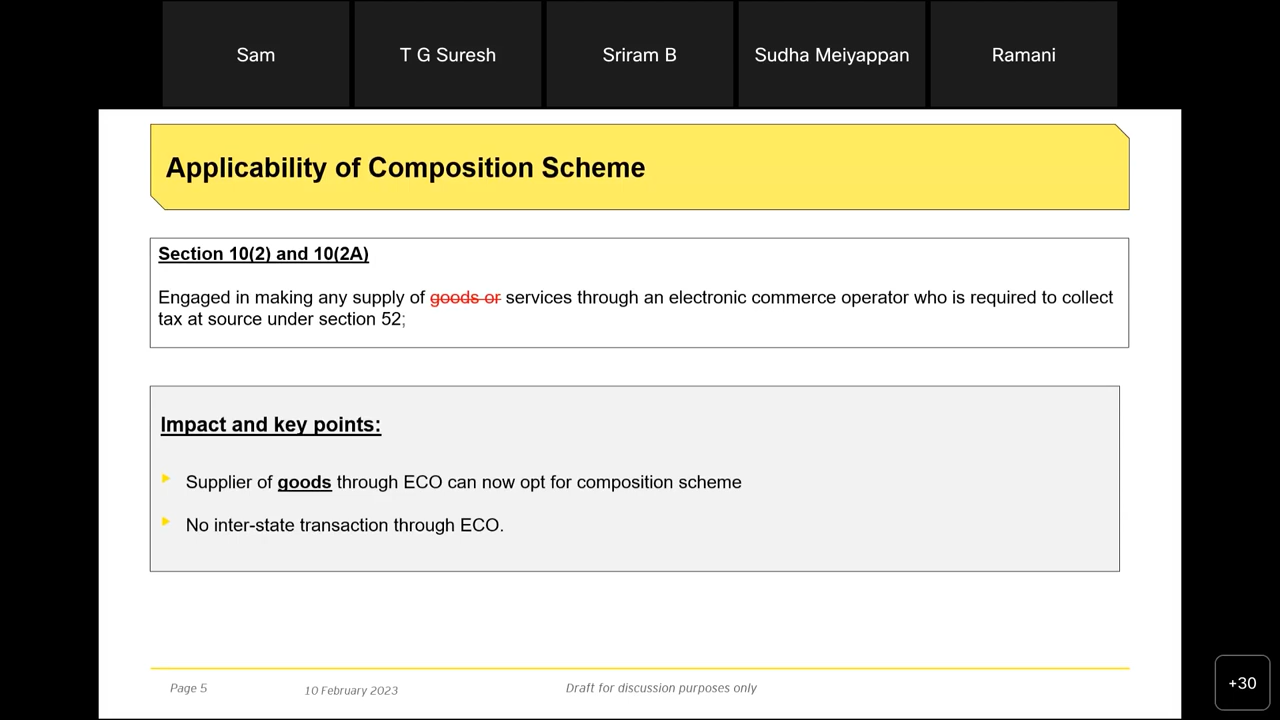 Sam
T G Suresh
Sriram B
Sudha Meiyappan
Ramani
Applicability of Composition Scheme
Section 10(2) and 10(2A)
Engaged in making any supply of goods or services through an electronic commerce operator who is required to collect
tax at source under section 52;
Impact and key points:
Supplier of goods through ECO can now opt for composition scheme
No inter-state transaction through ECO.
Page 5
10 February 2023
Draft for discussion purposes only
+30